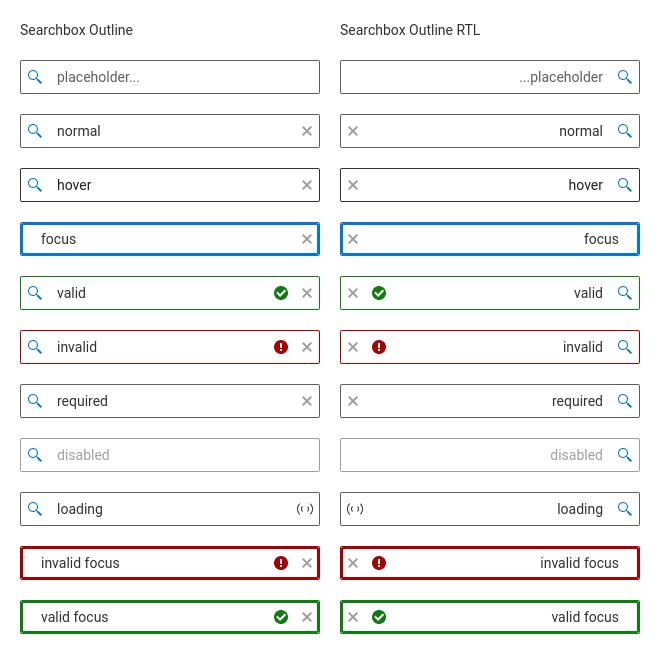 Searchbox Outline
placeholder...
normal
hover
focus
valid
invalid
required
disabled
loading
invalid focus
valid focus
Searchbox Outline RTL
...placeholder
normal
hover
focus
valid
invalid
required
disabled
loading
invalid focus
valid focus